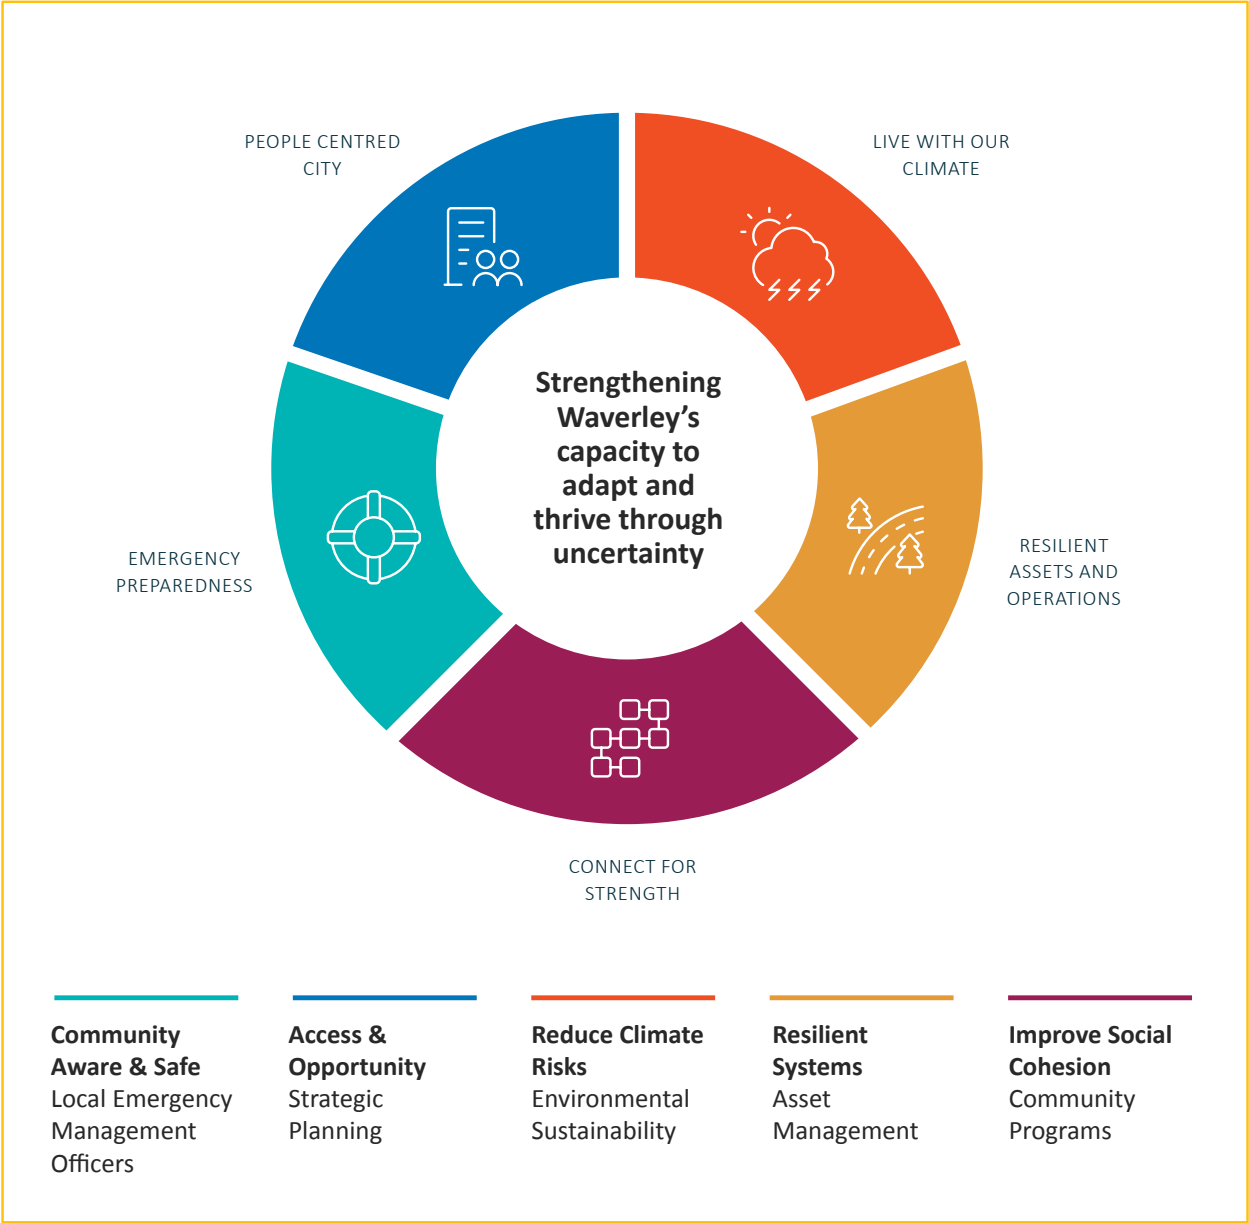 PEOPLE CENTRED
CITY
LIVE WITH OUR
CLIMATE
Strengthening
Waverley’s
capacity to
adapt and
thrive through
uncertainty
EMERGENCY
PREPAREDNESS
RESILIENT
ASSETS AND
OPERATIONS
CONNECT FOR
STRENGTH
Community
Aware & Safe
Local Emergency
Management
Officers
Access &
Opportunity
Strategic
Planning
Reduce Climate
Risks
Environmental
Sustainability
Resilient
Systems
Asset
Management
Improve Social
Cohesion
Community
Programs